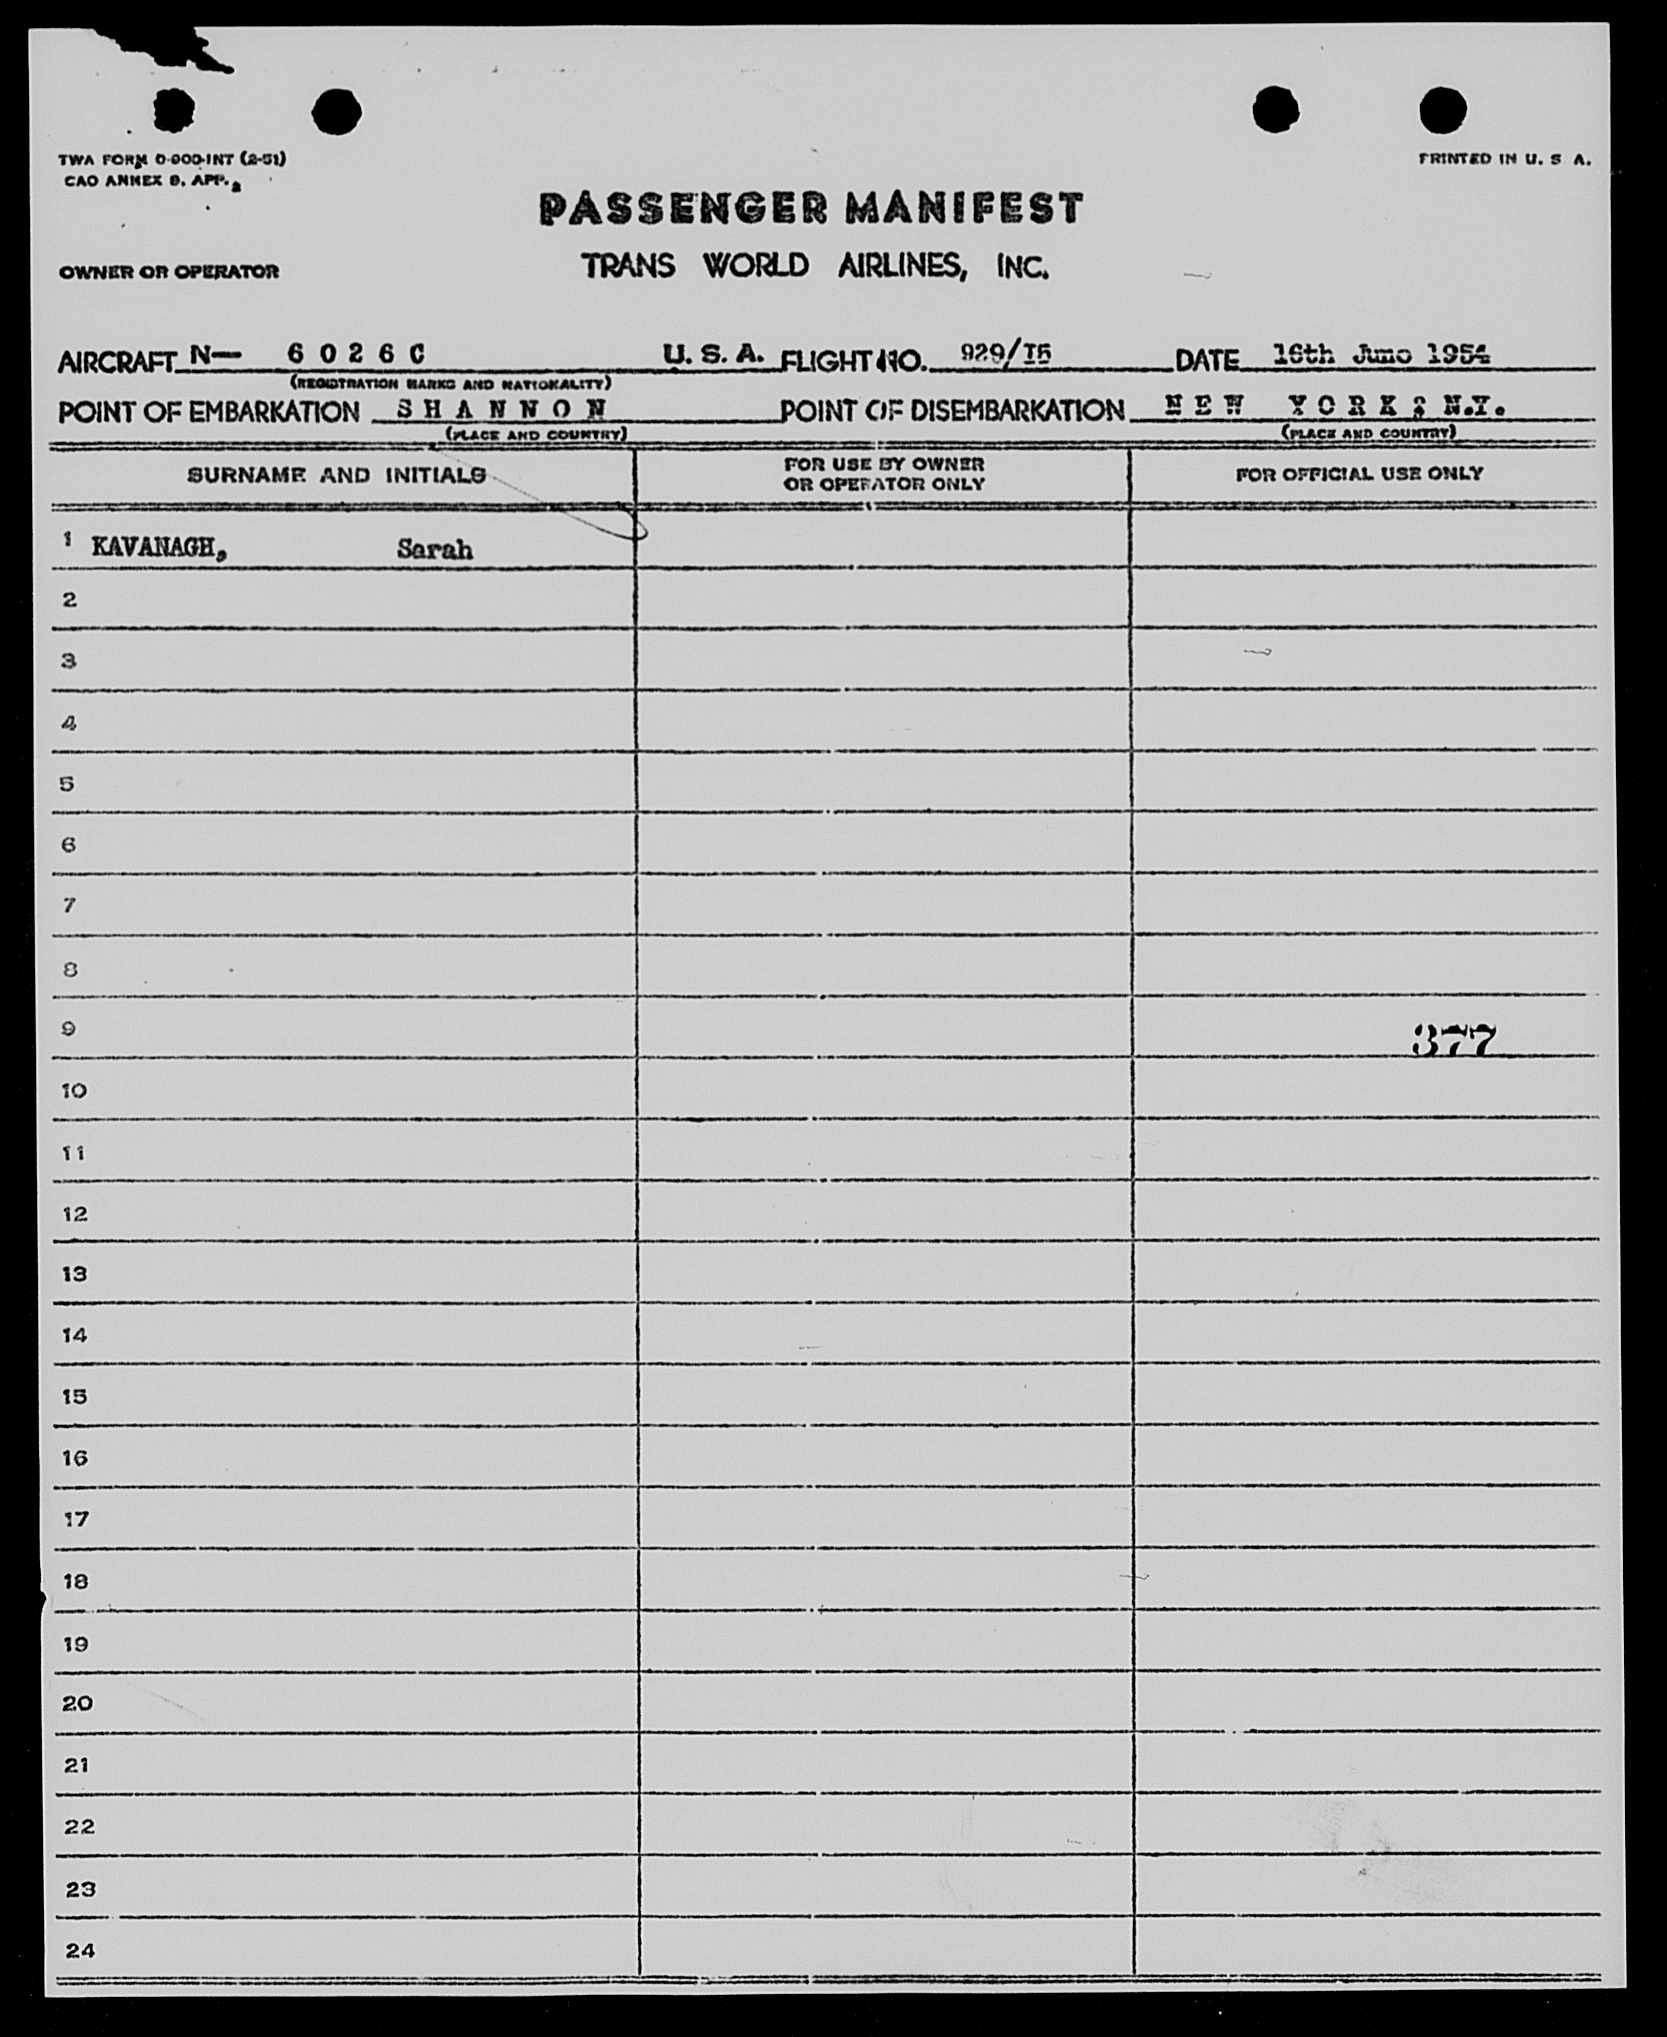 TWA FORM O-900-INT (2-51)
CAO ANNEX 9, APP. 2
PRINTED IN U. S. A.
PASSENGER MANIFEST
OWNER OR OPERATOR TRANS WORLD AIRLINES, INC.
AIRCRAFT N— 6026C U. S. A. FLIGHT NO. 929/15 DATE 16th June 1954
(REGISTRATION MARKS AND NATIONALITY)
POINT OF EMBARKATION SHANNON POINT OF DISEMBARKATION NEW YORK, N.Y.
(PLACE AND COUNTRY) (PLACE AND COUNTRY)
SURNAME AND INITIALS FOR USE BY OWNER OR OPERATOR ONLY FOR OFFICIAL USE ONLY
1 KAVANAGH, Sarah
2
3
4
5
6
7
8
9 377
10
11
12
13
14
15
16
17
18
19
20
21
22
23
24